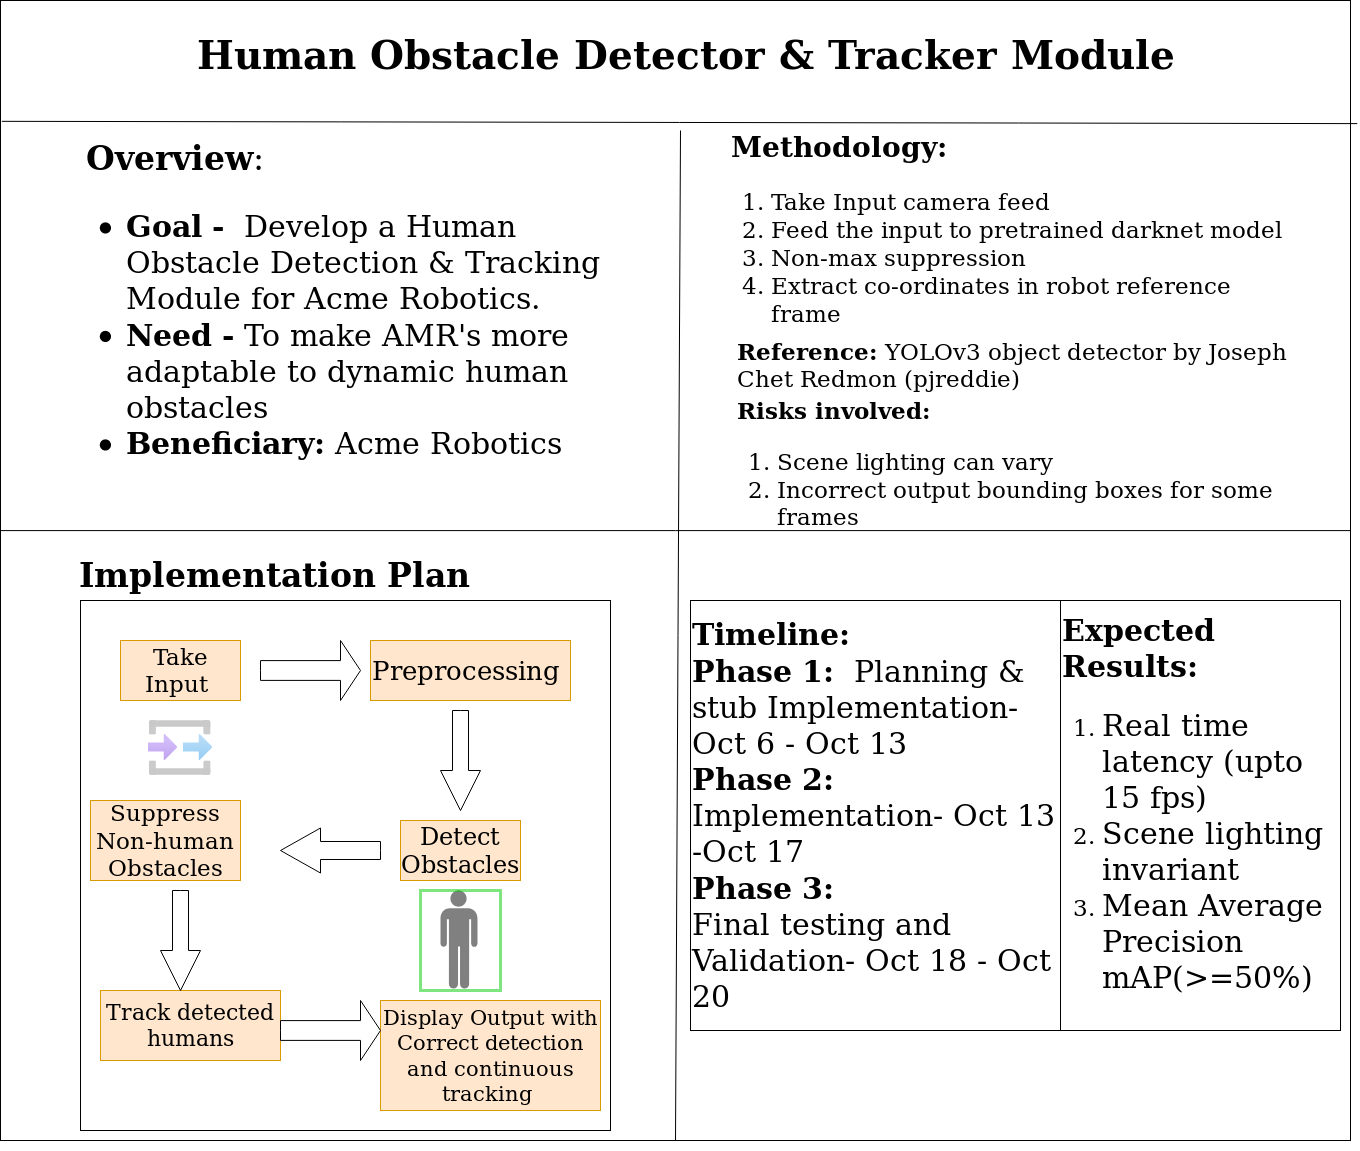 Human Obstacle Detector & Tracker Module
Overview:
• Goal -  Develop a Human
Obstacle Detection & Tracking
Module for Acme Robotics.
• Need - To make AMR's more
adaptable to dynamic human
obstacles
• Beneficiary: Acme Robotics
Methodology:
1. Take Input camera feed
2. Feed the input to pretrained darknet model
3. Non-max suppression
4. Extract co-ordinates in robot reference
frame
Reference: YOLOv3 object detector by Joseph
Chet Redmon (pjreddie)
Risks involved:
1. Scene lighting can vary
2. Incorrect output bounding boxes for some
frames
Implementation Plan
Take
Input
Preprocessing
Detect
Obstacles
Suppress
Non-human
Obstacles
Track detected
humans
Display Output with
Correct detection
and continuous
tracking
Timeline:
Phase 1:  Planning &
stub Implementation-
Oct 6 - Oct 13
Phase 2:
Implementation- Oct 13
-Oct 17
Phase 3:
Final testing and
Validation- Oct 18 - Oct
20
Expected
Results:
1. Real time
latency (upto
15 fps)
2. Scene lighting
invariant
3. Mean Average
Precision
mAP(>=50%)